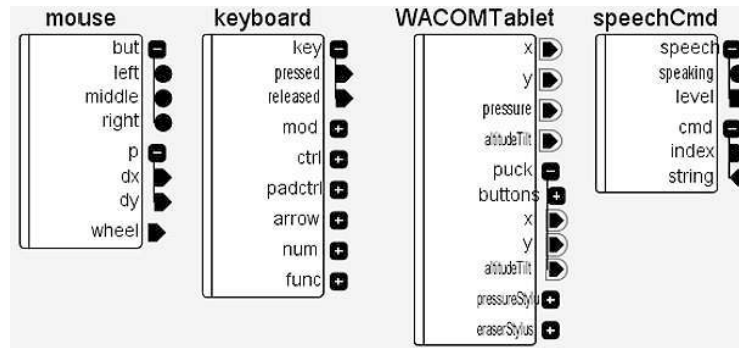 mouse
but
left
middle
right
p
dx
dy
wheel
keyboard
key
pressed
released
mod
ctrl
padctrl
arrow
num
func
WACOMTablet
x
y
pressure
altitudeTilt
puck
buttons
x
y
altitudeTilt
pressureStylu
eraserStylus
speechCmd
speech
speaking
level
cmd
index
string